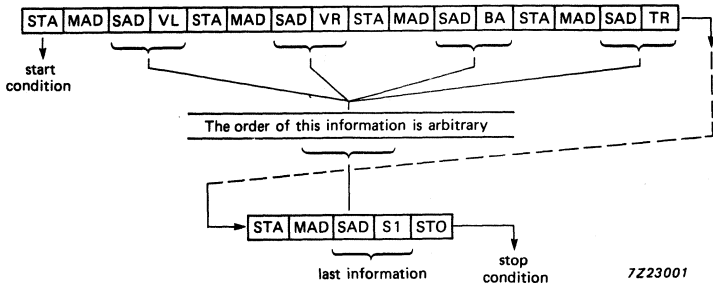 STA MAD SAD VL STA MAD SAD VR STA MAD SAD BA STA MAD SAD TR
start
condition
The order of this information is arbitrary
STA MAD SAD S1 STO
last information
stop
condition
7Z23001